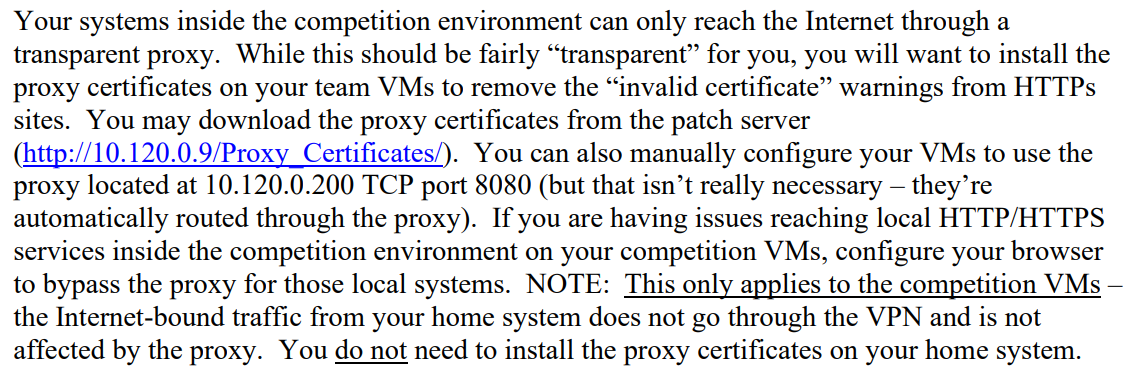 Your systems inside the competition environment can only reach the Internet through a
transparent proxy.  While this should be fairly “transparent” for you, you will want to install the
proxy certificates on your team VMs to remove the “invalid certificate” warnings from HTTPs
sites.  You may download the proxy certificates from the patch server
(http://10.120.0.9/Proxy_Certificates/).  You can also manually configure your VMs to use the
proxy located at 10.120.0.200 TCP port 8080 (but that isn’t really necessary – they’re
automatically routed through the proxy).  If you are having issues reaching local HTTP/HTTPS
services inside the competition environment on your competition VMs, configure your browser
to bypass the proxy for those local systems.  NOTE:  This only applies to the competition VMs –
the Internet-bound traffic from your home system does not go through the VPN and is not
affected by the proxy.  You do not need to install the proxy certificates on your home system.